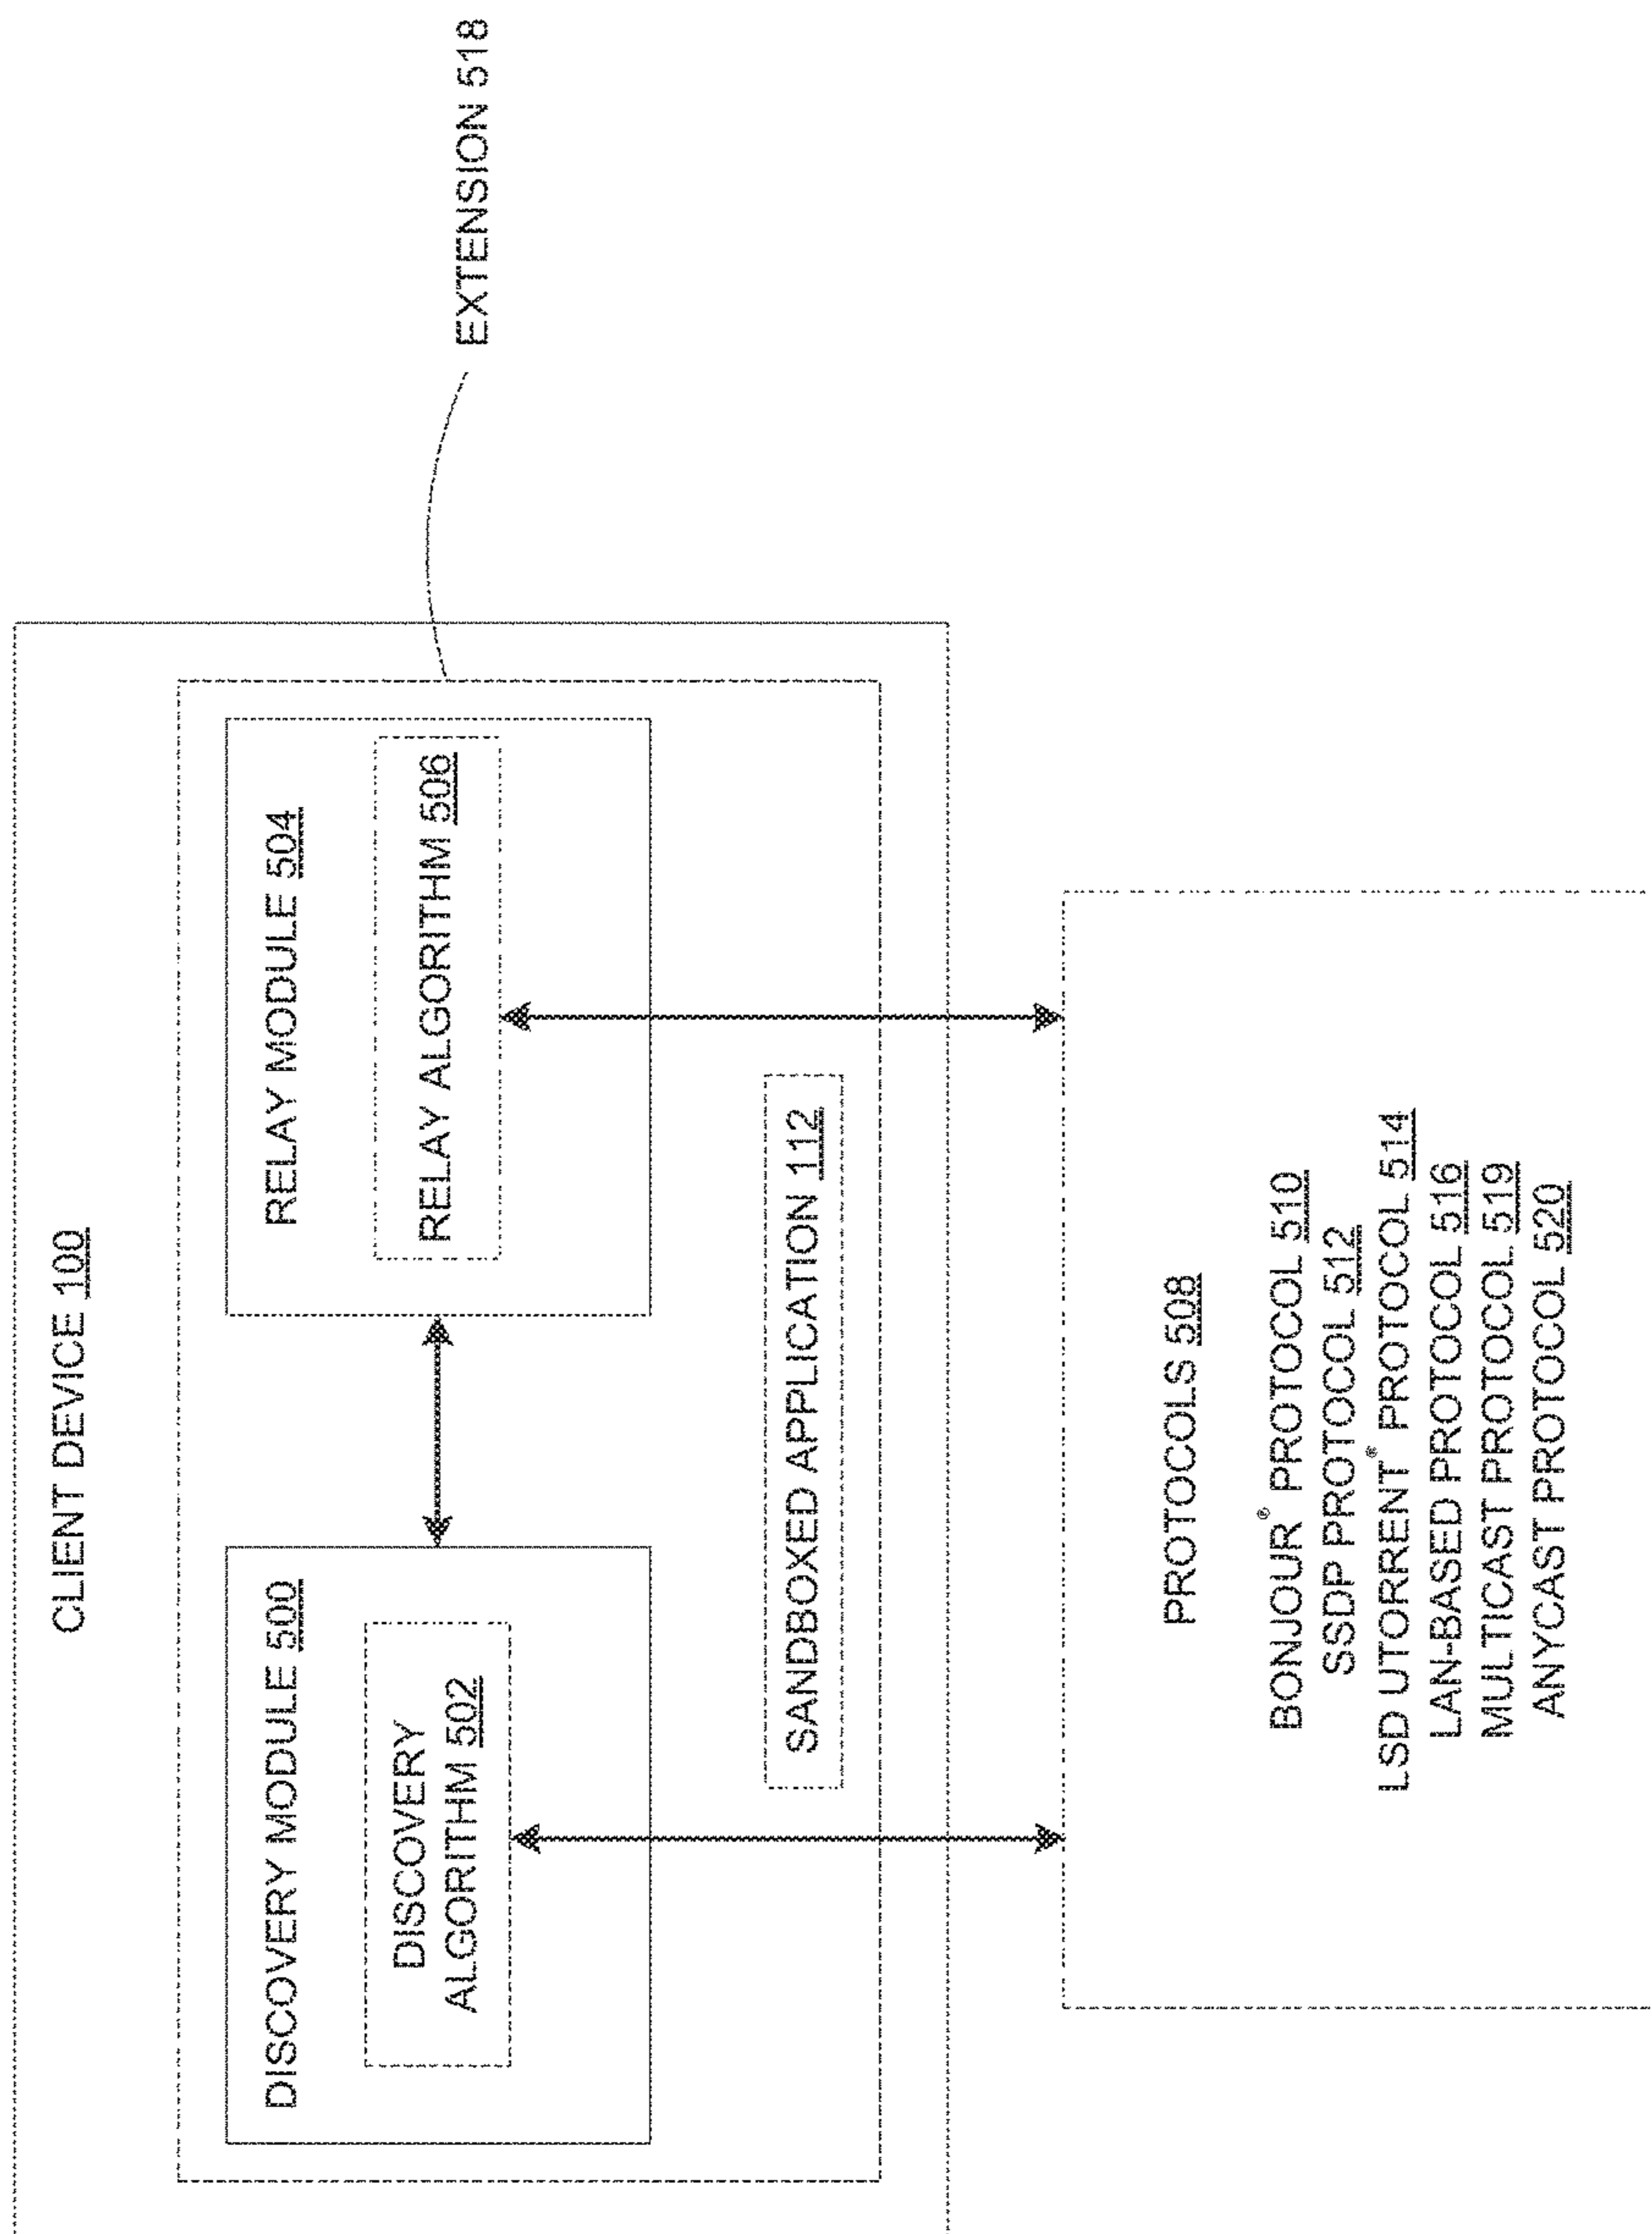 CLIENT DEVICE 100
DISCOVERY MODULE 500
DISCOVERY
ALGORITHM 502
RELAY MODULE 504
RELAY ALGORITHM 506
EXTENSION 518
SANDBOXED APPLICATION 112
PROTOCOLS 508
BONJOUR® PROTOCOL 510
SSDP PROTOCOL 512
LSD UTORRENT® PROTOCOL 514
LAN-BASED PROTOCOL 516
MULTICAST PROTOCOL 519
ANYCAST PROTOCOL 520